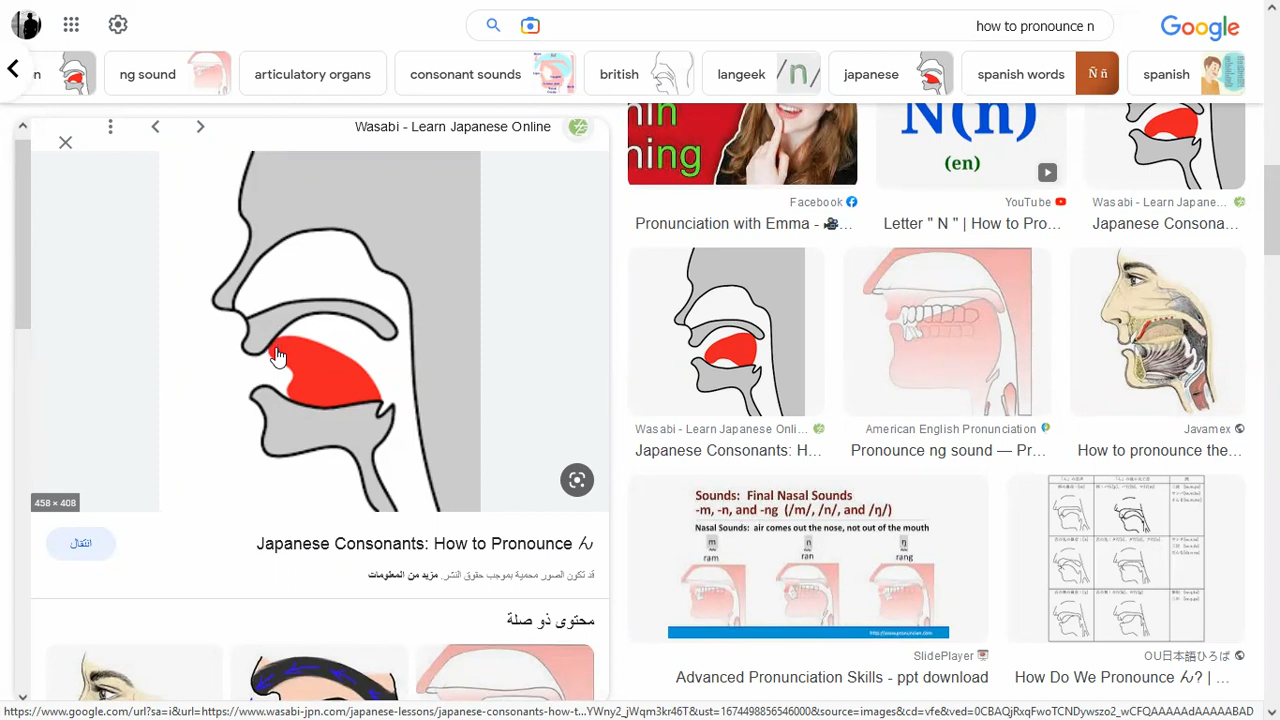 how to pronounce n
Google
n
ng sound
articulatory organs
consonant sounds
british
langeek
/n/
japanese
spanish words
Ñ ñ
spanish
Wasabi - Learn Japanese Online
458 × 408
انتقال
Japanese Consonants: How to Pronounce ん
قد تكون الصور محمية بموجب حقوق النشر. مزيد من المعلومات
محتوى ذو صلة
ning
Facebook
Pronunciation with Emma - 🎥...
N(n)
(en)
YouTube
Letter " N " | How to Pro...
Wasabi - Learn Japane...
Japanese Consona...
Wasabi - Learn Japanese Onli...
Japanese Consonants: H...
American English Pronunciation
Pronounce ng sound — Pr...
Javamex
How to pronounce the...
Sounds: Final Nasal Sounds
-m, -n, and -ng (/m/, /n/, and /ŋ/)
Nasal Sounds: air comes out the nose, not out of the mouth
m
n
ŋ
ram
ran
rang
SlidePlayer
Advanced Pronunciation Skills - ppt download
OU日本語ひろば
How Do We Pronounce ん? | ...
https://www.google.com/url?sa=i&url=https://www.wasabi-jpn.com/japanese-lessons/japanese-consonants-how-t...YWny2_jWqm3kr46T&ust=1674498856546000&source=images&cd=vfe&ved=0CBAQjRxqFwoTCNDywszo2_wCFQAAAAAdAAAAABAD